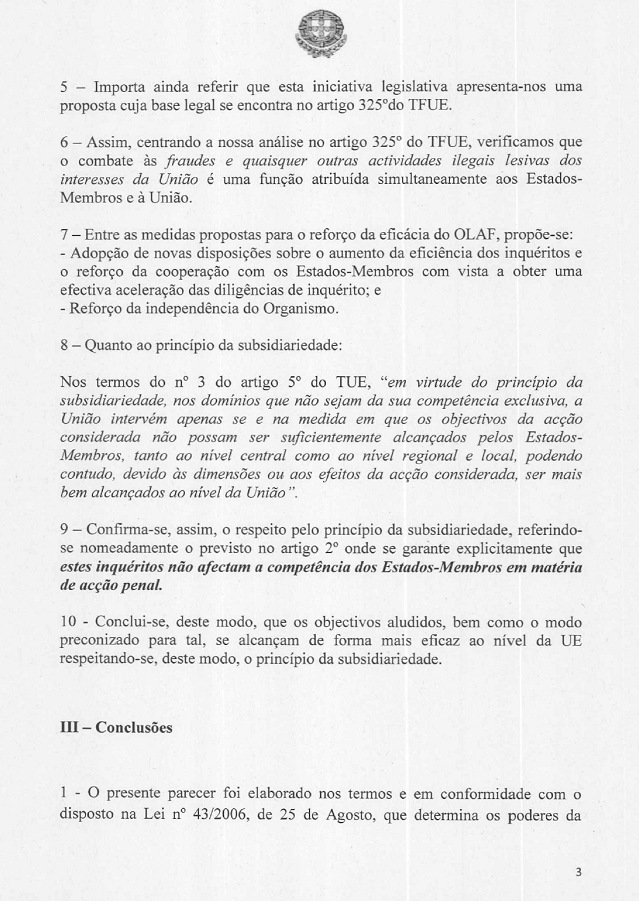 5 – Importa ainda referir que esta iniciativa legislativa apresenta-nos uma
proposta cuja base legal se encontra no artigo 325ºdo TFUE.
6 – Assim, centrando a nossa análise no artigo 325º do TFUE, verificamos que
o combate às fraudes e quaisquer outras actividades ilegais lesivas dos
interesses da União é uma função atribuída simultaneamente aos Estados-
Membros e à União.
7 – Entre as medidas propostas para o reforço da eficácia do OLAF, propõe-se:
- Adopção de novas disposições sobre o aumento da eficiência dos inquéritos e
o reforço da cooperação com os Estados-Membros com vista a obter uma
efectiva aceleração das diligências de inquérito; e
- Reforço da independência do Organismo.
8 – Quanto ao princípio da subsidiariedade:
Nos termos do nº 3 do artigo 5º do TUE, “em virtude do princípio da
subsidiariedade, nos domínios que não sejam da sua competência exclusiva, a
União intervém apenas se e na medida em que os objectivos da acção
considerada não possam ser suficientemente alcançados pelos Estados-
Membros, tanto ao nível central como ao nível regional e local, podendo
contudo, devido às dimensões ou aos efeitos da acção considerada, ser mais
bem alcançados ao nível da União”.
9 – Confirma-se, assim, o respeito pelo princípio da subsidiariedade, referindo-
se nomeadamente o previsto no artigo 2º onde se garante explicitamente que
estes inquéritos não afectam a competência dos Estados-Membros em matéria
de acção penal.
10 - Conclui-se, deste modo, que os objectivos aludidos, bem como o modo
preconizado para tal, se alcançam de forma mais eficaz ao nível da UE
respeitando-se, deste modo, o princípio da subsidiariedade.
III – Conclusões
1 - O presente parecer foi elaborado nos termos e em conformidade com o
disposto na Lei nº 43/2006, de 25 de Agosto, que determina os poderes da
3